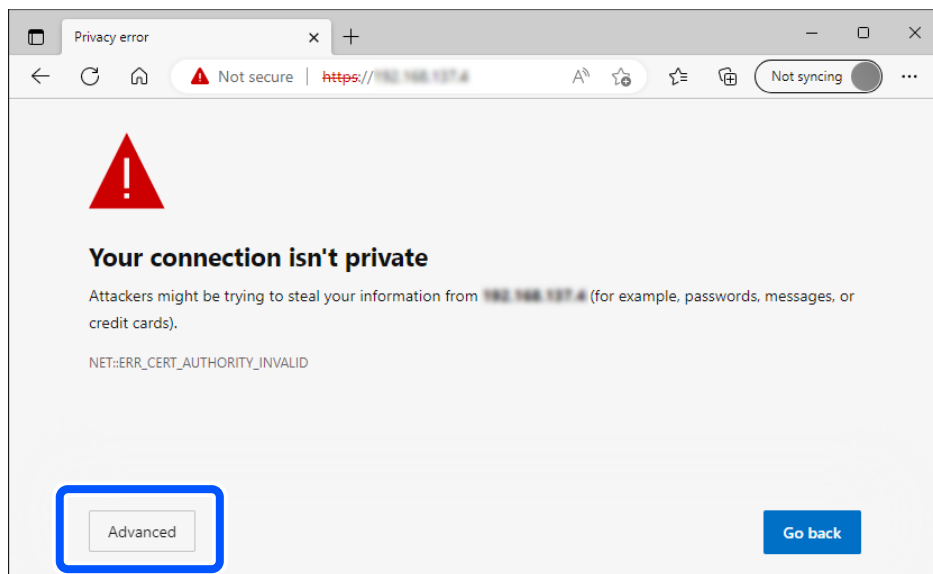 Privacy error
Not secure https://
Not syncing
Your connection isn't private
Attackers might be trying to steal your information from (for example, passwords, messages, or
credit cards).
NET::ERR_CERT_AUTHORITY_INVALID
Advanced
Go back